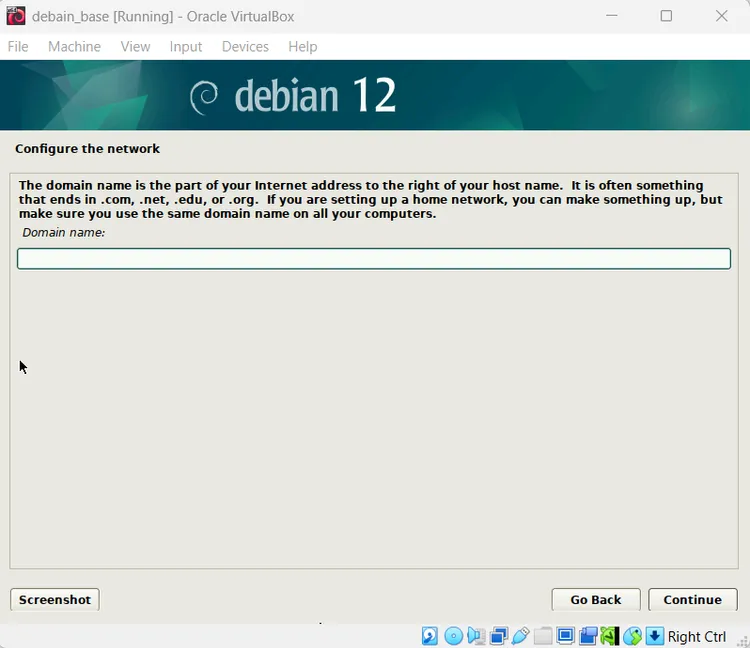 debain_base [Running] - Oracle VirtualBox
File Machine View Input Devices Help
debian 12
Configure the network
The domain name is the part of your Internet address to the right of your host name.  It is often something
that ends in .com, .net, .edu, or .org.  If you are setting up a home network, you can make something up, but
make sure you use the same domain name on all your computers.
Domain name:
Screenshot Go Back Continue
Right Ctrl